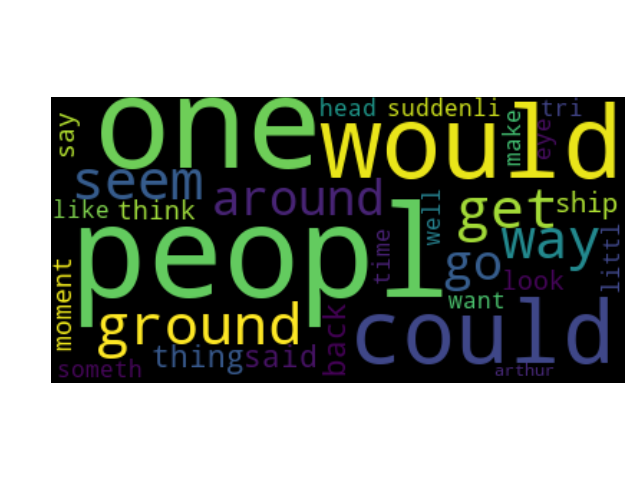 one
head
suddenli
tri
say
would
make
eye
seem
around
like
think
get
ship
well
peopl
way
time
go
look
littl
moment
want
ground
could
back
thing
said
someth
arthur